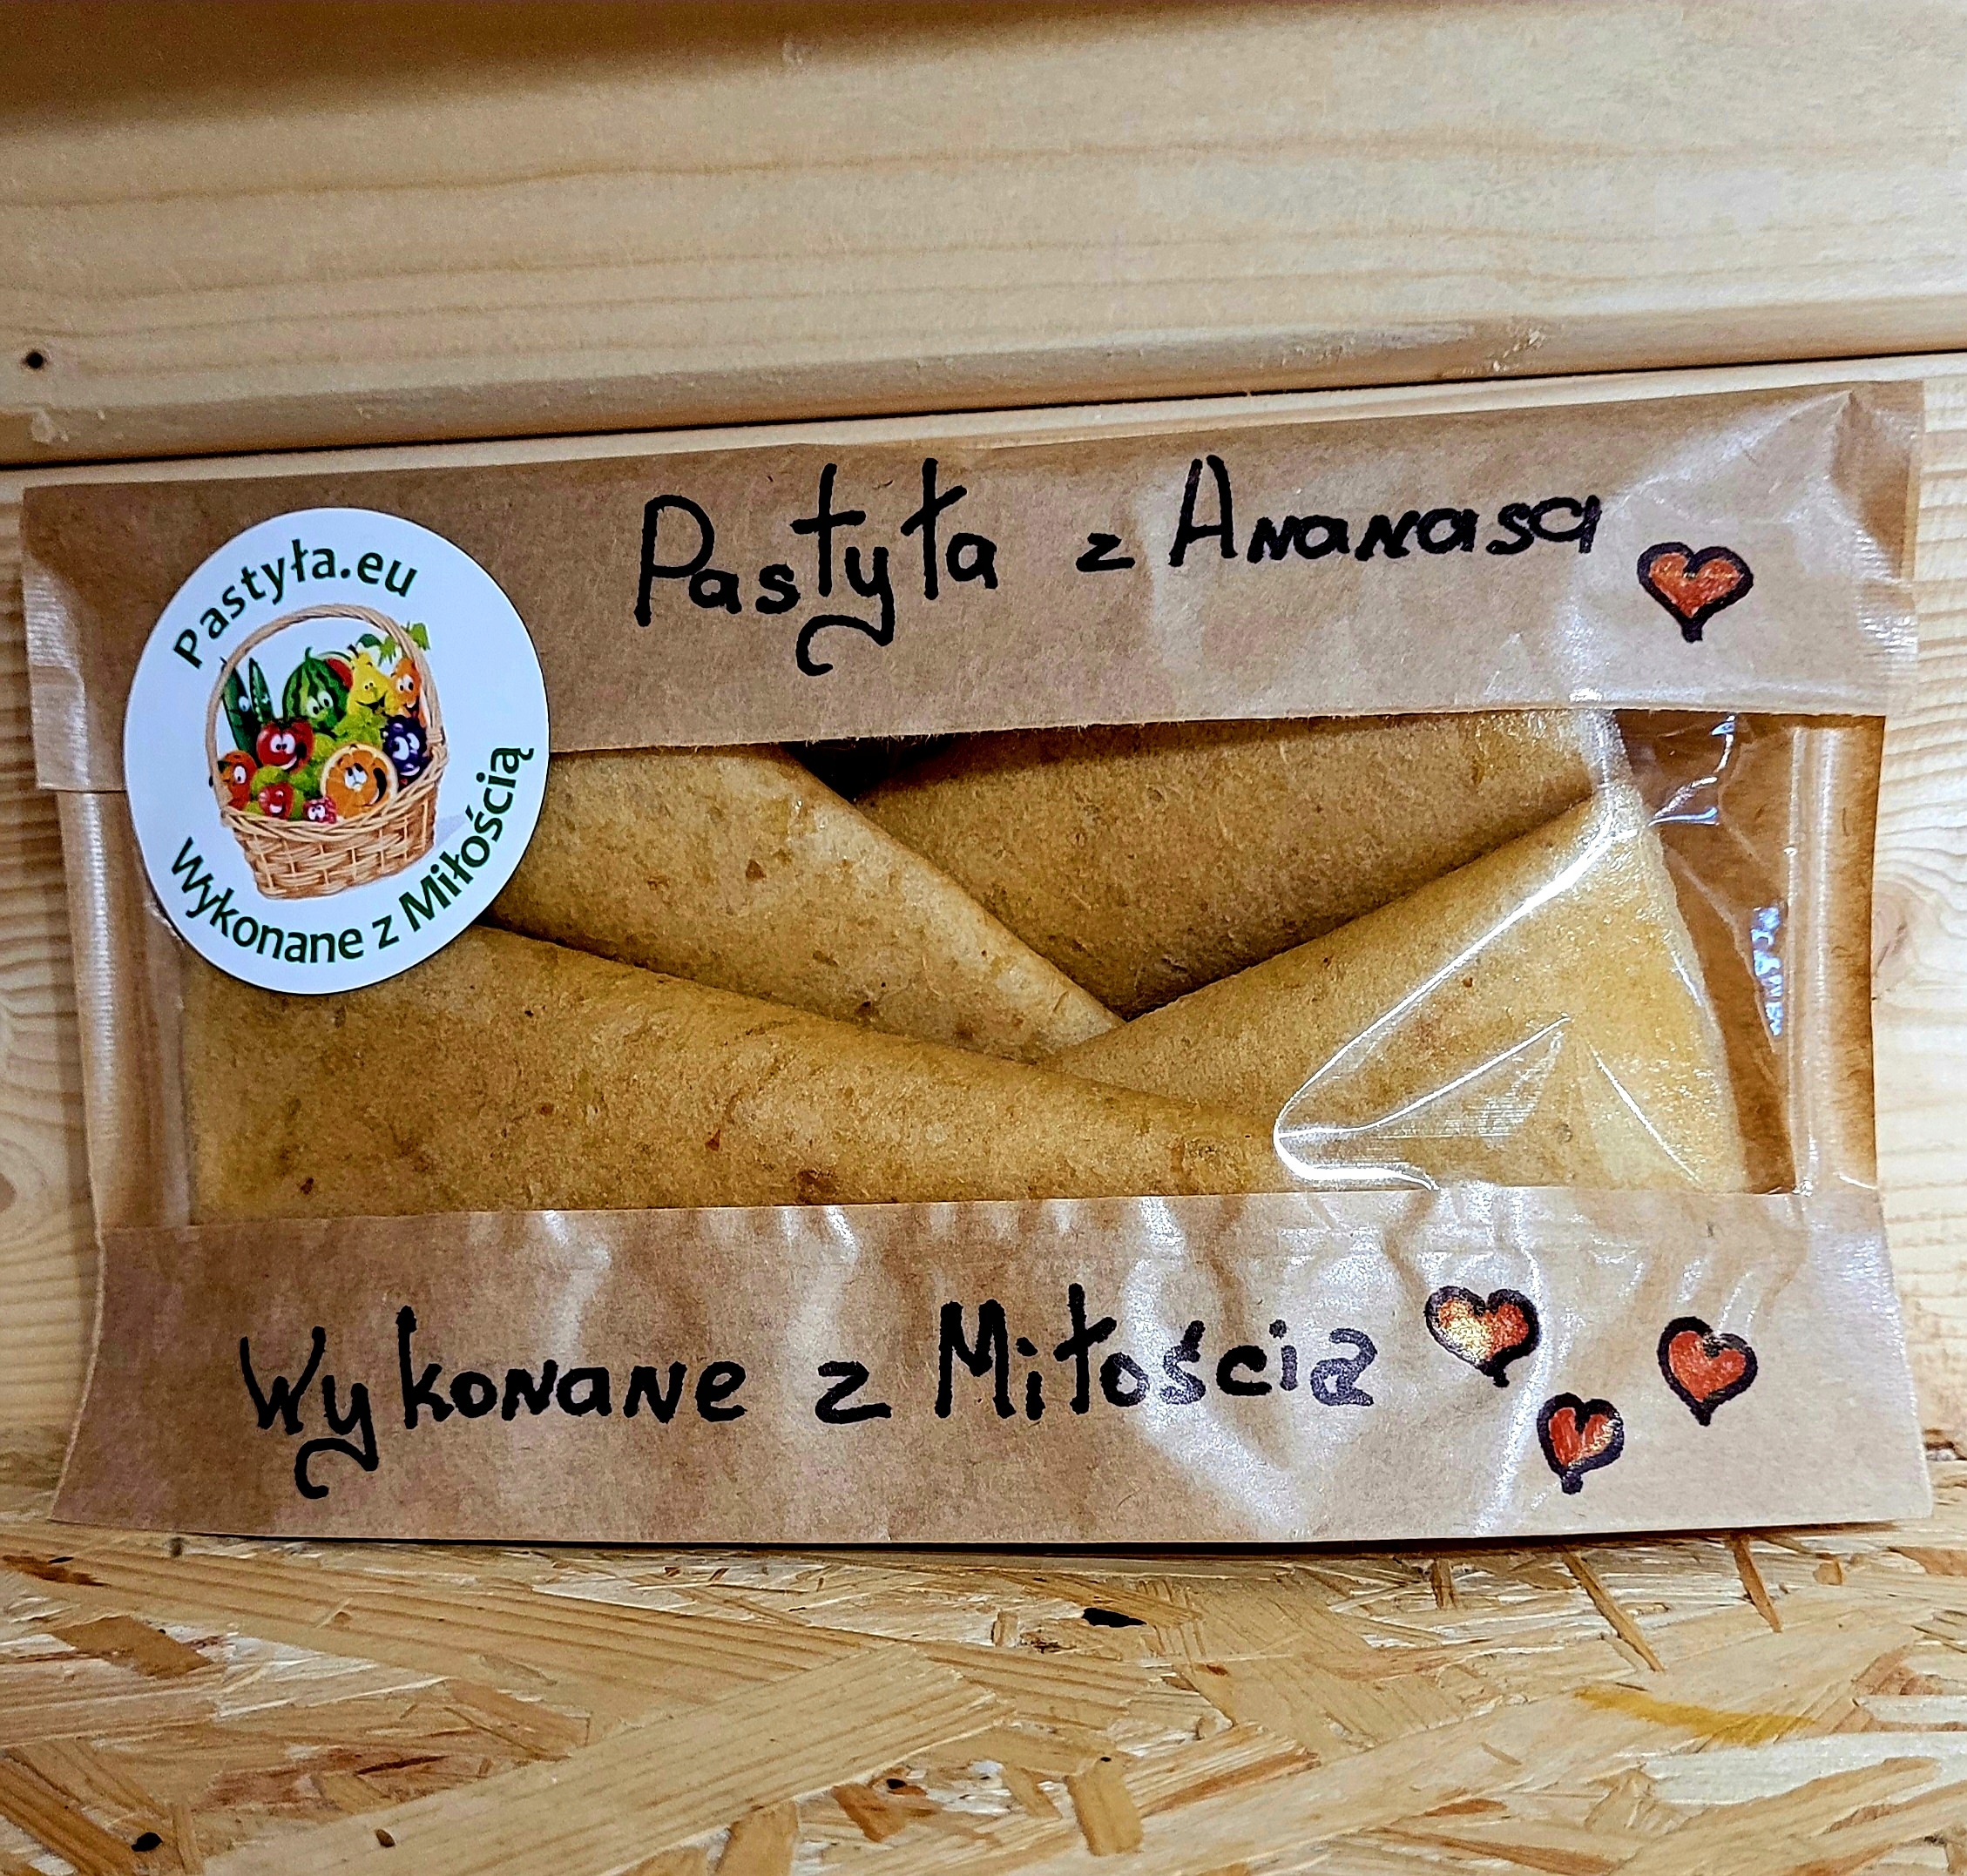 Pastyła z Ananasa
Pastyła.eu
Wykonane z Miłością
Wykonane z Miłością